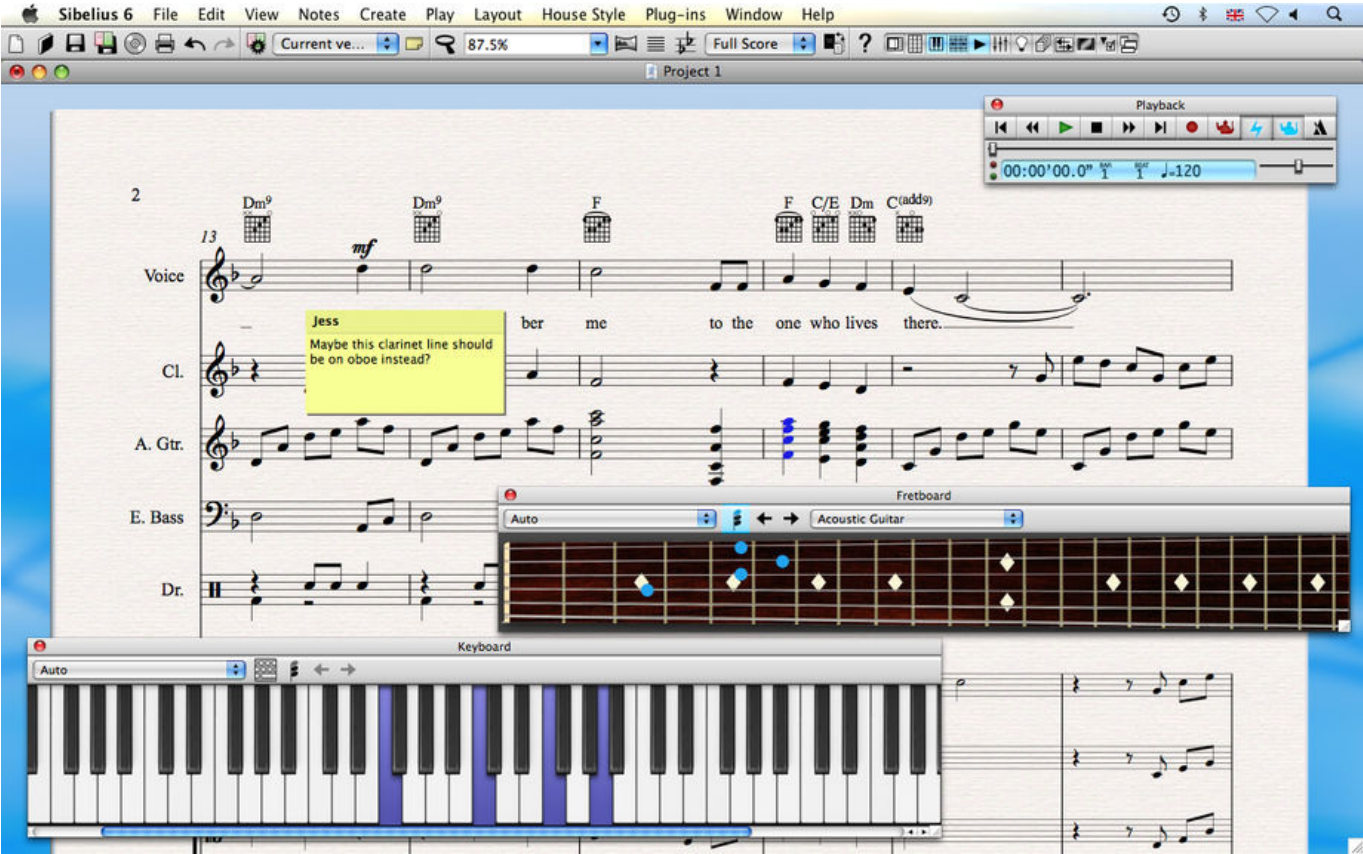 Sibelius 6 File Edit View Notes Create Play Layout House Style Plug-ins Window Help
Current ve... 87.5% Full Score ?
Project 1
Playback
00:00'00.0" BAR 1 BEAT 1 ♩=120
2
Dm9 Dm9 F F C/E Dm C(add9)
13
mf
Voice
ber me to the one who lives there.
Jess
Maybe this clarinet line should
be on oboe instead?
Cl.
A. Gtr.
Fretboard
E. Bass
Auto Acoustic Guitar
Dr.
Keyboard
Auto